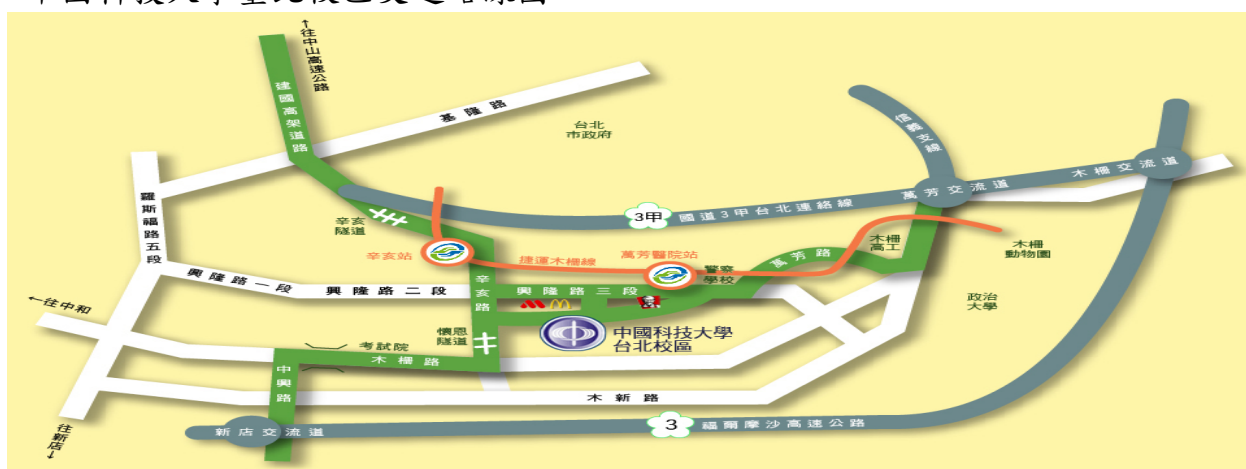 ↑往中山高速公路
建國高架道路
基隆路
台北
市政府
信義支線
木柵交流道
萬芳交流道
羅斯福路五段
辛亥
隧道
3甲
國道3甲台北連絡線
木柵
高工
木柵
動物園
辛亥站
捷運木柵線
萬芳醫院站
萬芳路
警察
學校
興隆路一段
興隆路二段
辛亥路
興隆路三段
政治
大學
←往中和
懷恩
隧道
中國科技大學
台北校區
考試院
木柵路
中興路
木新路
新店交流道
3
福爾摩沙高速公路
往新店↓